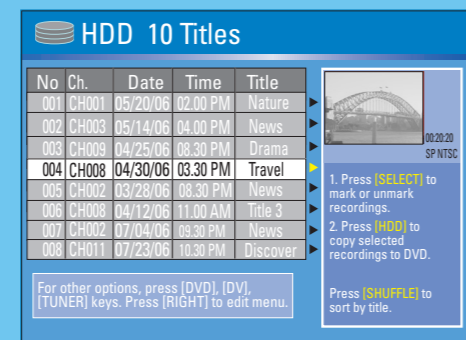 HDD 10 Titles
No Ch. Date Time Title
001 CH001 05/20/06 02.00 PM Nature
002 CH003 05/14/06 04.00 PM News
003 CH009 04/25/06 08.30 PM Drama
004 CH008 04/30/06 03.30 PM Travel
005 CH002 03/28/06 08.30 PM News
006 CH008 04/12/06 11.00 AM Title 3
007 CH002 07/04/06 09.30 PM News
008 CH011 07/23/06 10.30 PM Discover
00:20:20
SP NTSC
1. Press [SELECT] to
mark or unmark
recordings.
2. Press [HDD] to
copy selected
recordings to DVD.
Press [SHUFFLE] to
sort by title.
For other options, press [DVD], [DV],
[TUNER] keys. Press [RIGHT] to edit menu.